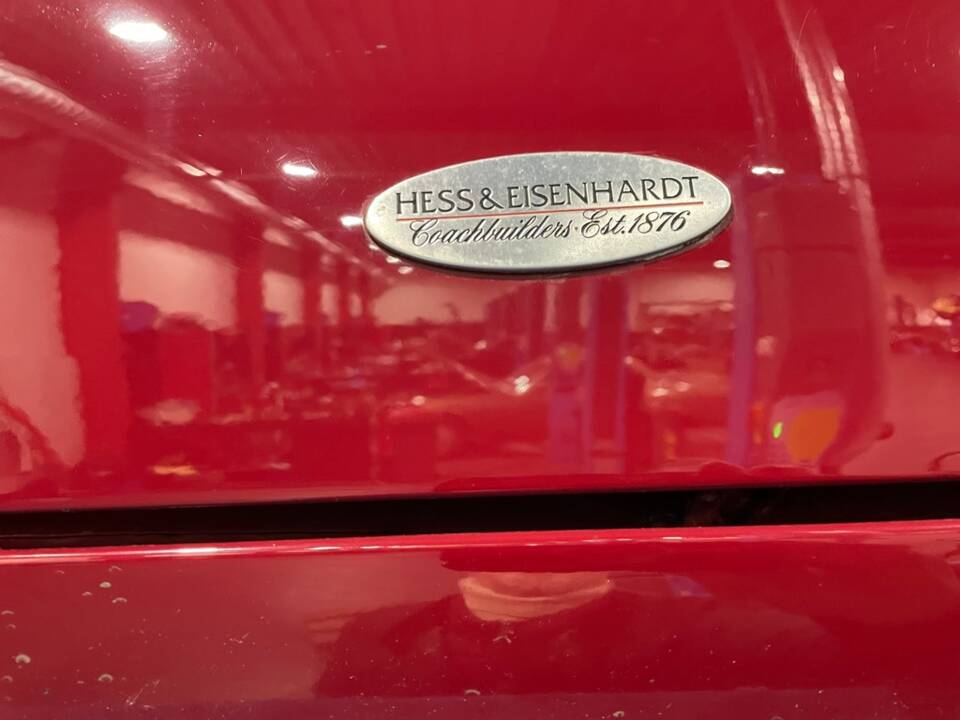 HESS & EISENHARDT
Coachbuilders · Est. 1876